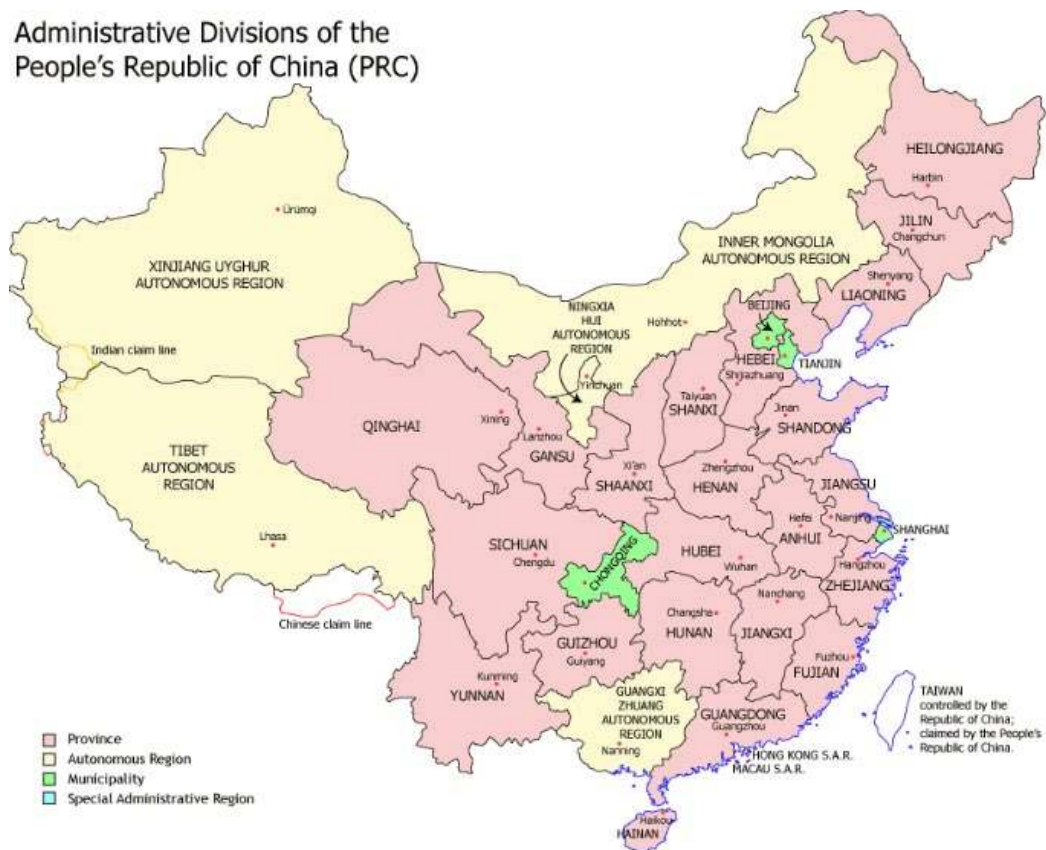 Administrative Divisions of the
People's Republic of China (PRC)
HEILONGJIANG
Harbin
JILIN
Changchun
Ürümqi
INNER MONGOLIA
AUTONOMOUS REGION
XINJIANG UYGHUR
AUTONOMOUS REGION
Shenyang
LIAONING
NINGXIA
HUI
AUTONOMOUS
REGION
BEIJING
Hohhot
Indian claim line
HEBEI
TIANJIN
Yinchuan
Shijiazhuang
Taiyuan
SHANXI
Jinan
SHANDONG
QINGHAI
Xining
Lanzhou
GANSU
TIBET
AUTONOMOUS
REGION
Xi'an
SHAANXI
Zhengzhou
HENAN
JIANGSU
Hefei
Nanjing
ANHUI
SHANGHAI
Lhasa
SICHUAN
Chengdu
CHONGQING
HUBEI
Wuhan
Hangzhou
ZHEJIANG
Nanchang
Changsha
HUNAN
JIANGXI
Chinese claim line
GUIZHOU
Guiyang
Fuzhou
FUJIAN
Kunming
YUNNAN
GUANGXI
ZHUANG
AUTONOMOUS
REGION
Nanning
GUANGDONG
Guangzhou
TAIWAN
controlled by the
Republic of China;
claimed by the People's
Republic of China.
HONG KONG S.A.R.
MACAU S.A.R.
Haikou
HAINAN
Province
Autonomous Region
Municipality
Special Administrative Region